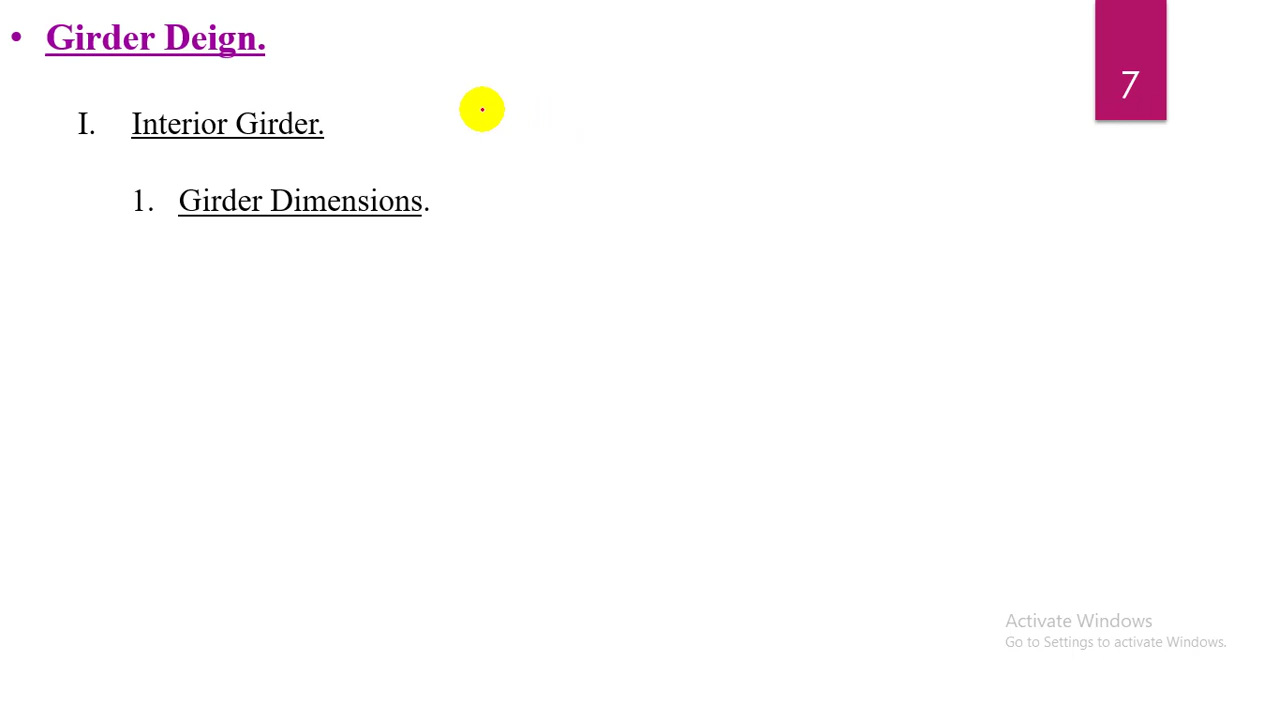 • Girder Deign.
7
I. Interior Girder.
1. Girder Dimensions.
Activate Windows
Go to Settings to activate Windows.